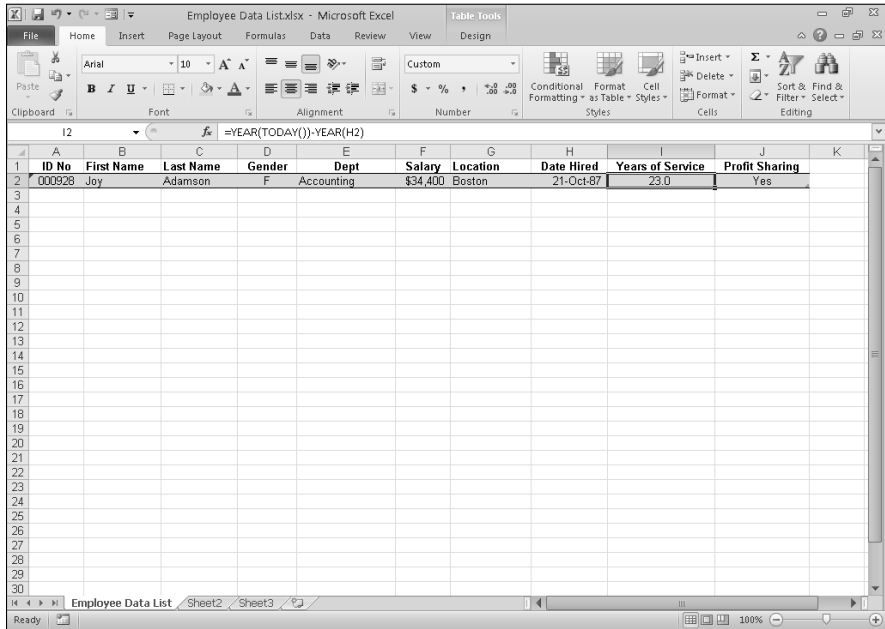 Employee Data List.xlsx - Microsoft Excel
Table Tools
File Home Insert Page Layout Formulas Data Review View Design
Paste
Arial 10
B I U
Custom
$ % ,
Conditional Formatting
Format as Table
Cell Styles
Insert
Delete
Format
Sort & Filter
Find & Select
Clipboard Font Alignment Number Styles Cells Editing
I2 fx =YEAR(TODAY())-YEAR(H2)
A B C D E F G H I J K
1 ID No First Name Last Name Gender Dept Salary Location Date Hired Years of Service Profit Sharing
2 000928 Joy Adamson F Accounting $34,400 Boston 21-Oct-87 23.0 Yes
3
4
5
6
7
8
9
10
11
12
13
14
15
16
17
18
19
20
21
22
23
24
25
26
27
28
29
30
Employee Data List Sheet2 Sheet3
Ready 100%